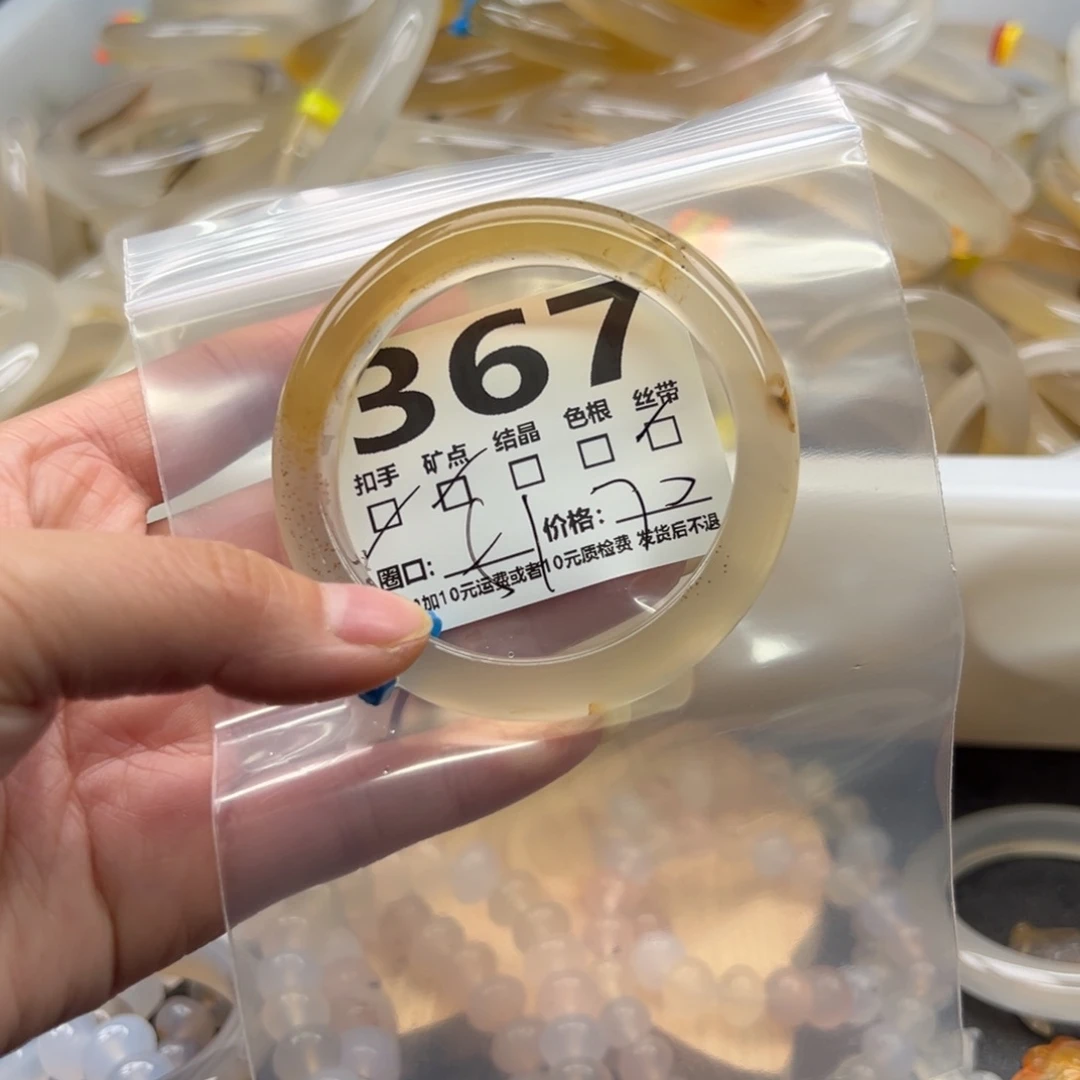 367
扣手 矿点 结晶 色根 丝带
圈口: 价格: 72
加10元运费或者10元质检费 发货后不退